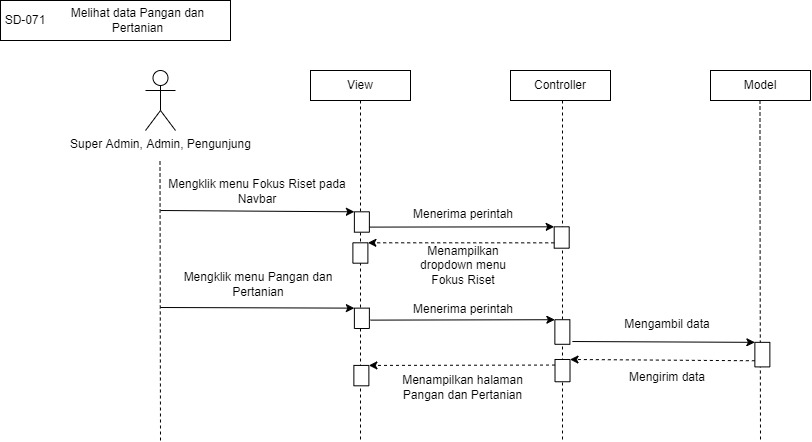 SD-071
Melihat data Pangan dan
Pertanian
View
Controller
Model
Super Admin, Admin, Pengunjung
Mengklik menu Fokus Riset pada
Navbar
Menerima perintah
Menampilkan
dropdown menu
Fokus Riset
Mengklik menu Pangan dan
Pertanian
Menerima perintah
Mengambil data
Mengirim data
Menampilkan halaman
Pangan dan Pertanian